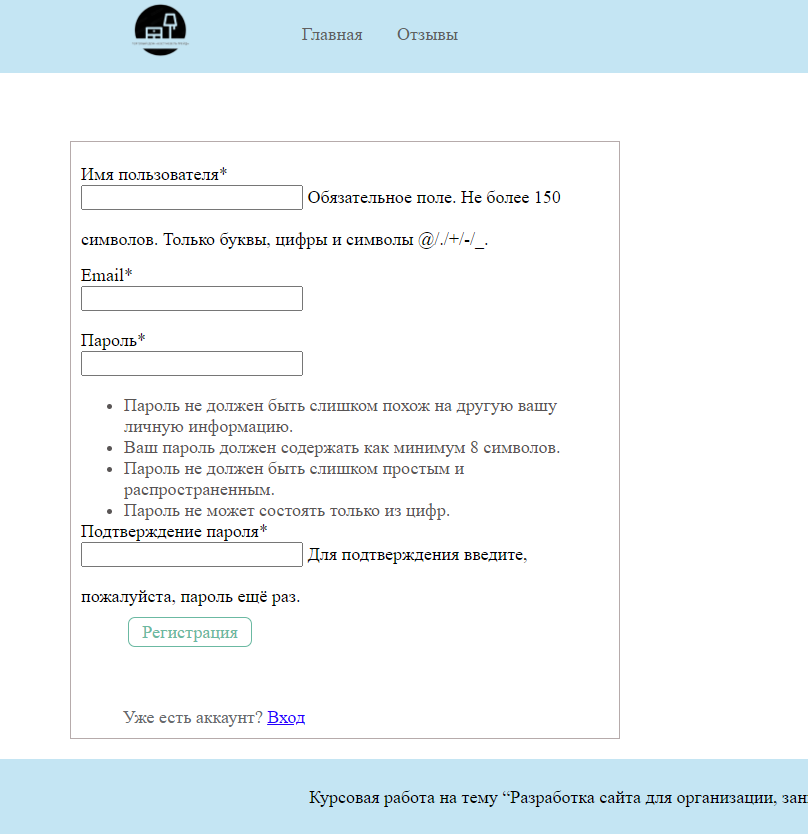 Главная Отзывы
Имя пользователя*
Обязательное поле. Не более 150
символов. Только буквы, цифры и символы @/./+/-/_.
Email*
Пароль*
• Пароль не должен быть слишком похож на другую вашу
личную информацию.
• Ваш пароль должен содержать как минимум 8 символов.
• Пароль не должен быть слишком простым и
распространенным.
• Пароль не может состоять только из цифр.
Подтверждение пароля*
Для подтверждения введите,
пожалуйста, пароль ещё раз.
Регистрация
Уже есть аккаунт? Вход
Курсовая работа на тему “Разработка сайта для организации,